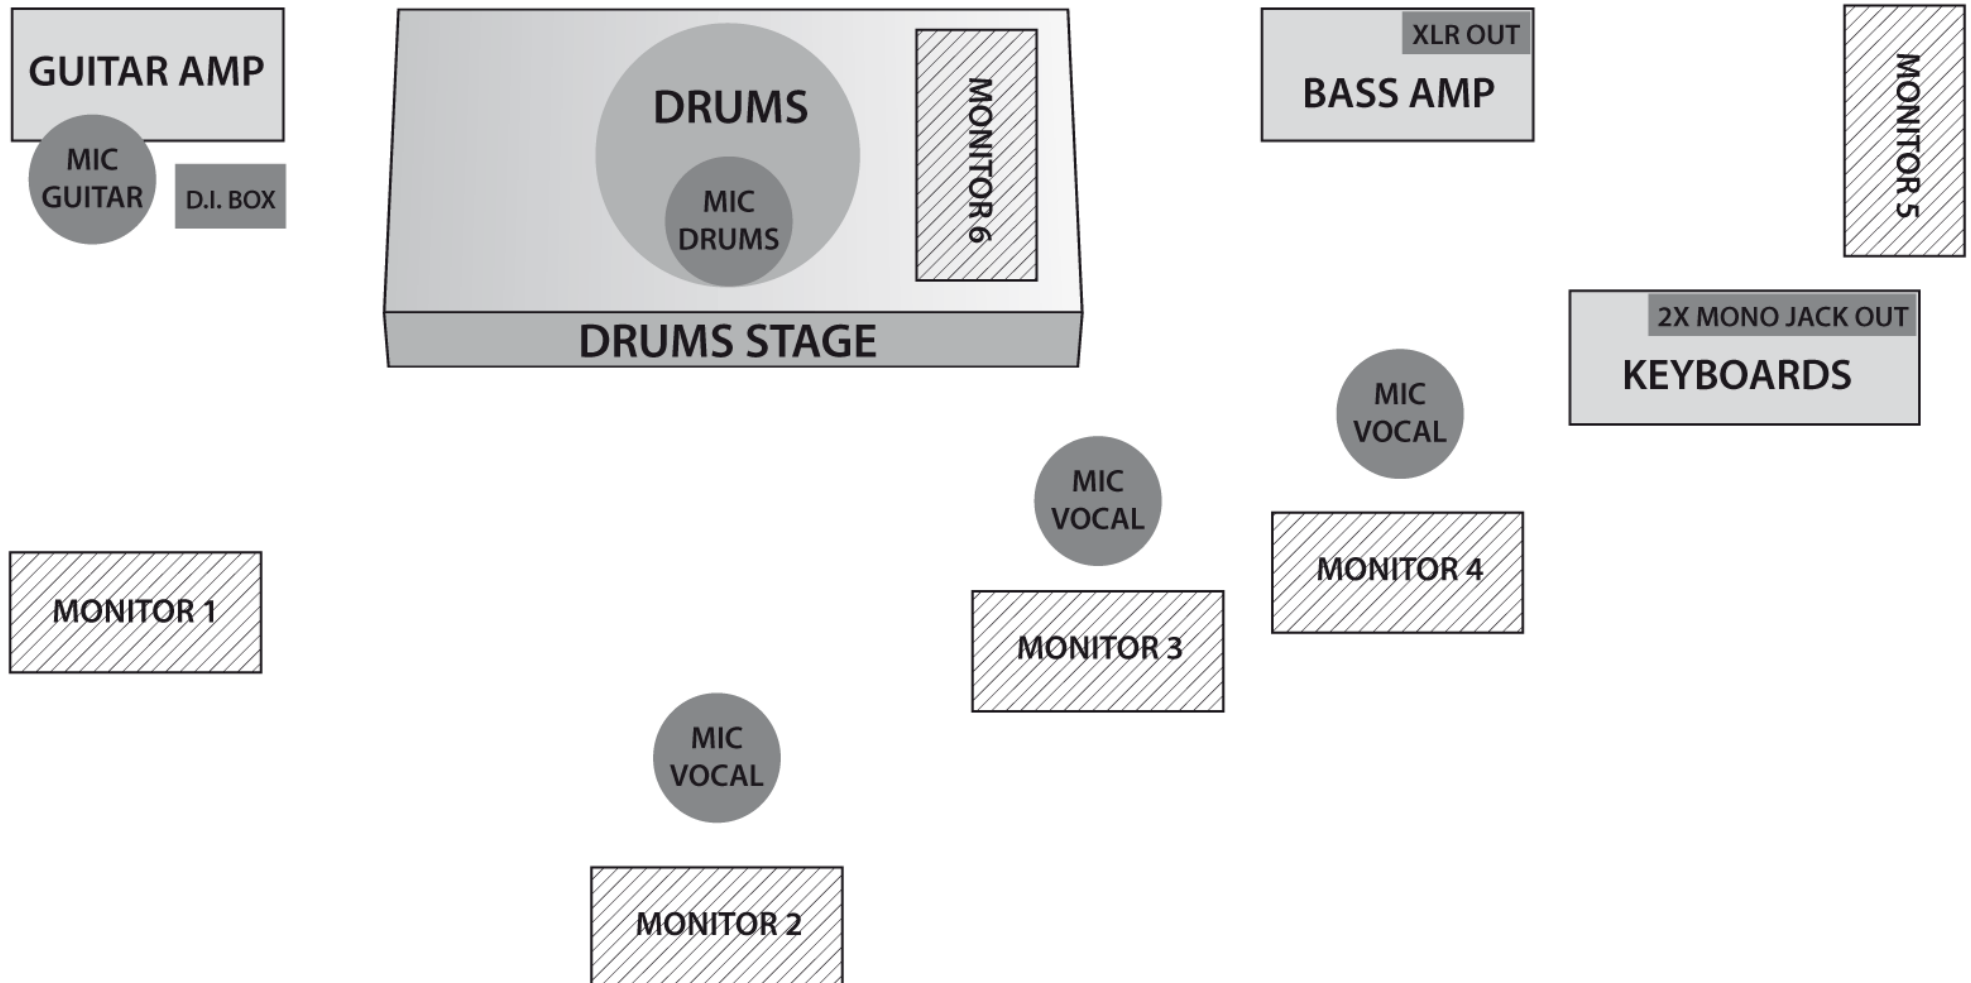 GUITAR AMP
MIC
GUITAR
D.I. BOX
DRUMS
MIC
DRUMS
MONITOR 6
DRUMS STAGE
XLR OUT
BASS AMP
MONITOR 5
2X MONO JACK OUT
KEYBOARDS
MIC
VOCAL
MIC
VOCAL
MONITOR 4
MONITOR 1
MONITOR 3
MIC
VOCAL
MONITOR 2